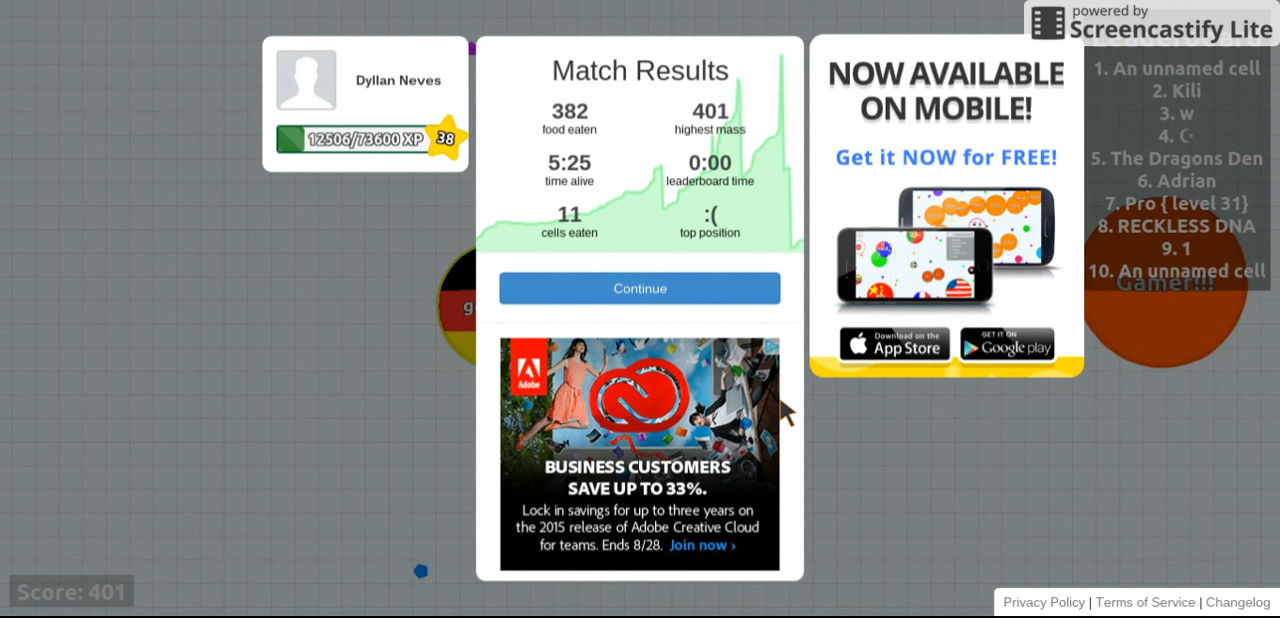 powered by
Screencastify Lite
Dyllan Neves
12506/73600 XP
38
Match Results
382
food eaten
401
highest mass
5:25
time alive
0:00
leaderboard time
11
cells eaten
:(
top position
Continue
Adobe
BUSINESS CUSTOMERS
SAVE UP TO 33%.
Lock in savings for up to three years on
the 2015 release of Adobe Creative Cloud
for teams. Ends 8/28. Join now ›
NOW AVAILABLE
ON MOBILE!
Get it NOW for FREE!
Download on the
App Store
GET IT ON
Google play
1. An unnamed cell
2. Kili
3. w
4. ☪
5. The Dragons Den
6. Adrian
7. Pro { level 31}
8. RECKLESS DNA
9. 1
10. An unnamed cell
Gamer!!!
g
Score: 401
Privacy Policy | Terms of Service | Changelog